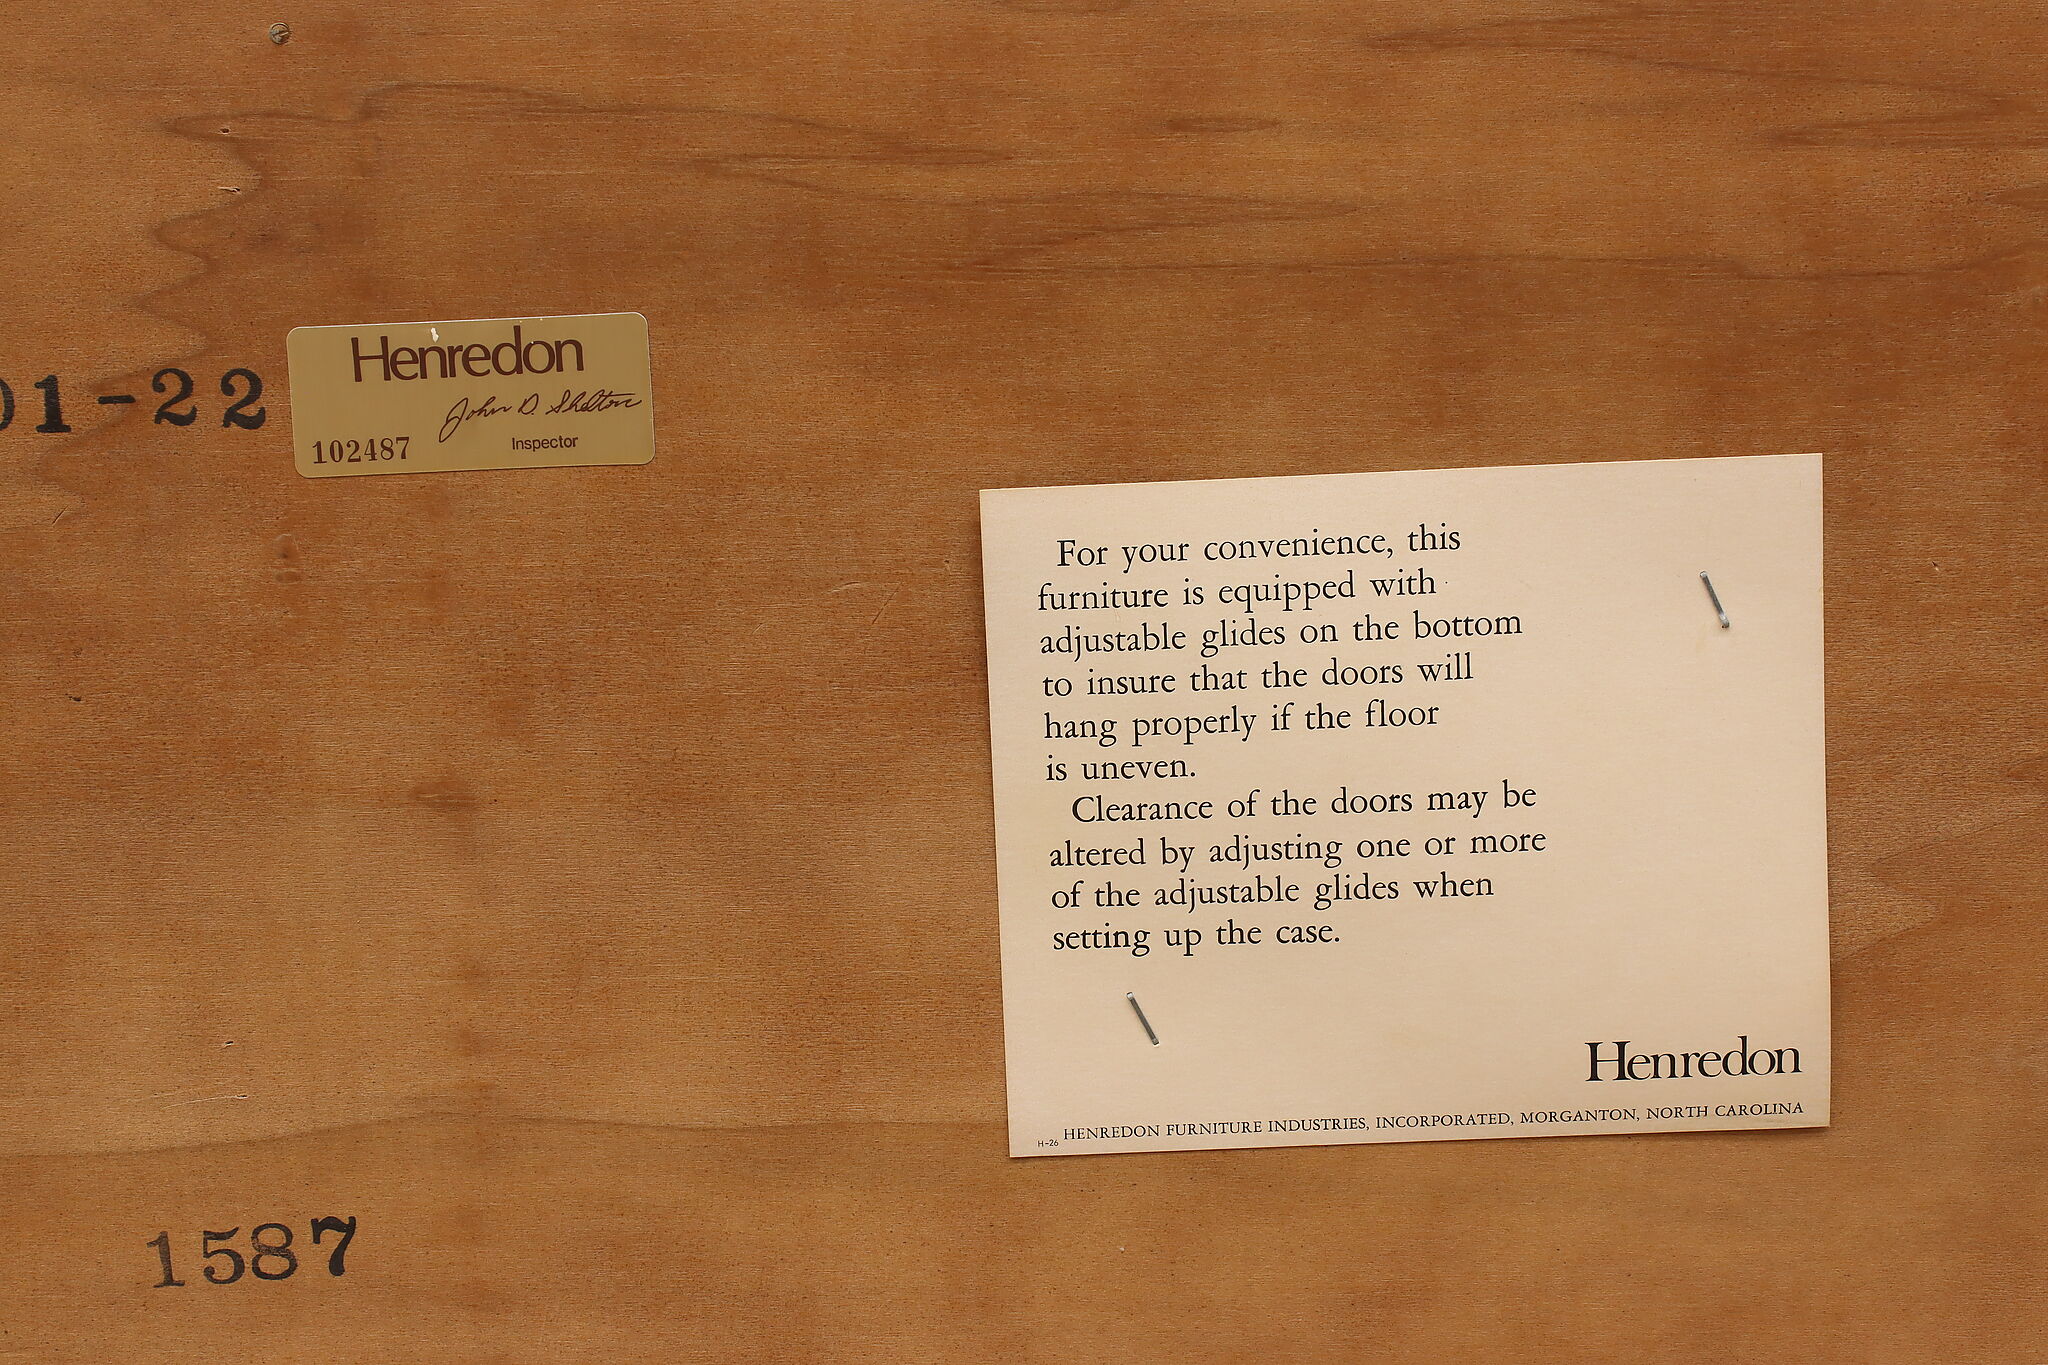 01-22
Henredon
John D. Shelton
102487
Inspector
For your convenience, this
furniture is equipped with
adjustable glides on the bottom
to insure that the doors will
hang properly if the floor
is uneven.
Clearance of the doors may be
altered by adjusting one or more
of the adjustable glides when
setting up the case.
Henredon
H-26 HENREDON FURNITURE INDUSTRIES, INCORPORATED, MORGANTON, NORTH CAROLINA
1587